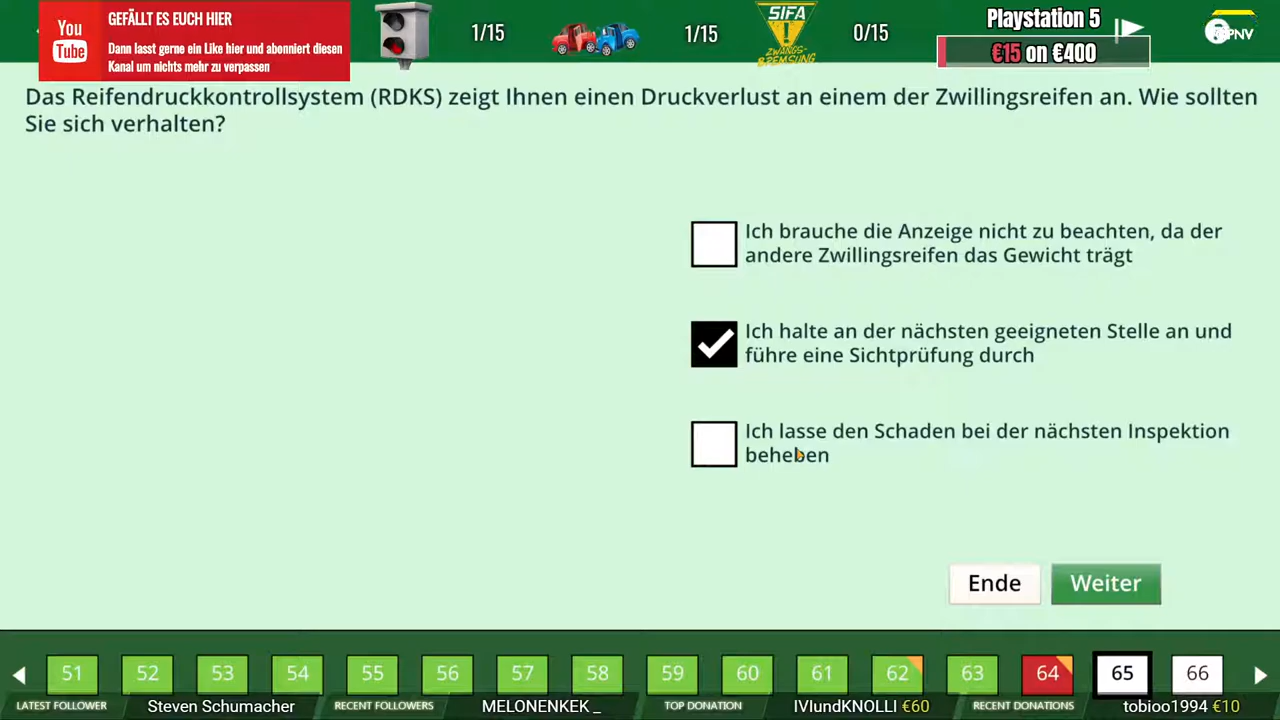 You
Tube
GEFÄLLT ES EUCH HIER
Dann lasst gerne ein Like hier und abonniert diesen
Kanal um nichts mehr zu verpassen
1/15
1/15
SIFA
ZWANGS-
BREMSUNG
0/15
Playstation 5
€15 on €400
ÖPNV
Das Reifendruckkontrollsystem (RDKS) zeigt Ihnen einen Druckverlust an einem der Zwillingsreifen an. Wie sollten
Sie sich verhalten?
Ich brauche die Anzeige nicht zu beachten, da der
andere Zwillingsreifen das Gewicht trägt
Ich halte an der nächsten geeigneten Stelle an und
führe eine Sichtprüfung durch
Ich lasse den Schaden bei der nächsten Inspektion
beheben
Ende
Weiter
51 52 53 54 55 56 57 58 59 60 61 62 63 64 65 66
LATEST FOLLOWER Steven Schumacher RECENT FOLLOWERS MELONENKEK_ TOP DONATION IVIundKNOLLI €60 RECENT DONATIONS tobioo1994 €10